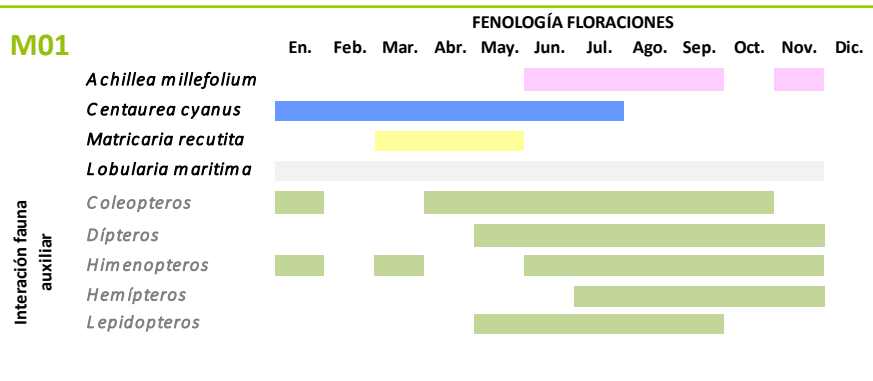 FENOLOGÍA FLORACIONES
M01
En. Feb. Mar. Abr. May. Jun. Jul. Ago. Sep. Oct. Nov. Dic.
Achillea millefolium
Centaurea cyanus
Matricaria recutita
Lobularia maritima
Interación fauna
auxiliar
Coleopteros
Dípteros
Himenopteros
Hemípteros
Lepidopteros